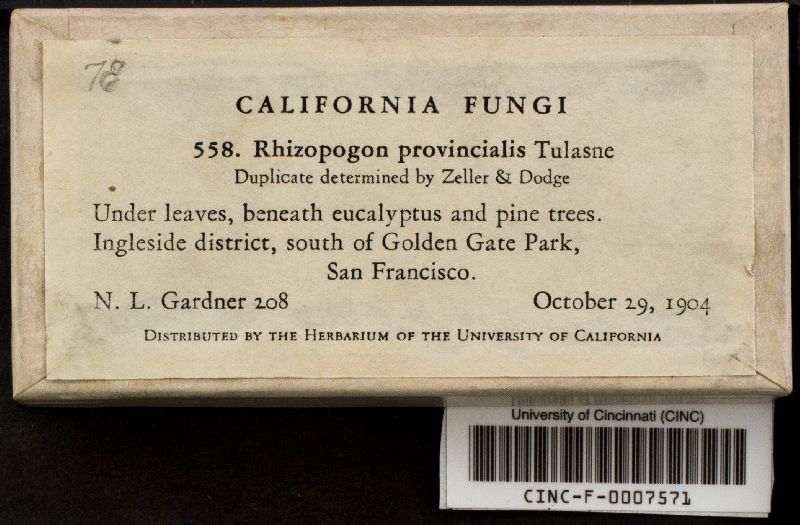 78
CALIFORNIA FUNGI
558. Rhizopogon provincialis Tulasne
Duplicate determined by Zeller & Dodge
Under leaves, beneath eucalyptus and pine trees.
Ingleside district, south of Golden Gate Park,
San Francisco.
N. L. Gardner 208 October 29, 1904
DISTRIBUTED BY THE HERBARIUM OF THE UNIVERSITY OF CALIFORNIA
University of Cincinnati (CINC)
CINC-F-0007571